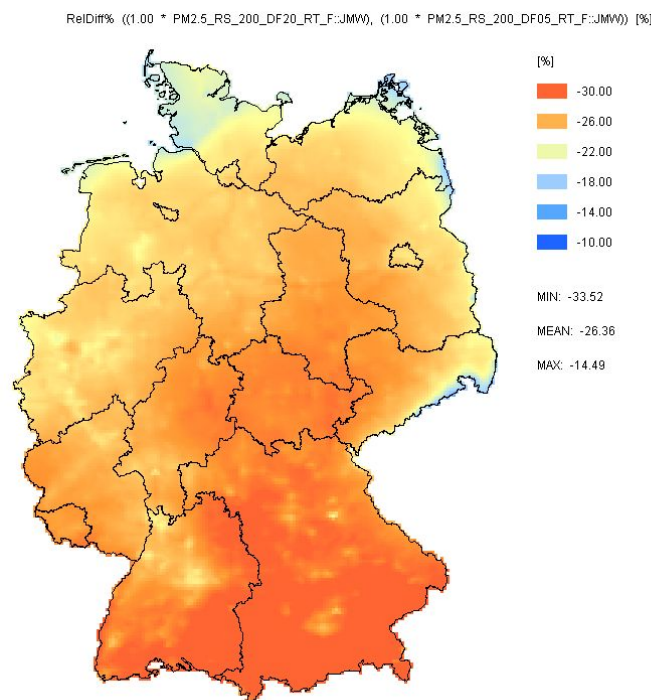 RelDiff% ((1.00 * PM2.5_RS_200_DF20_RT_F::JMW), (1.00 * PM2.5_RS_200_DF05_RT_F::JMW)) [%]
[%]
-30.00
-26.00
-22.00
-18.00
-14.00
-10.00
MIN: -33.52
MEAN: -26.36
MAX: -14.49